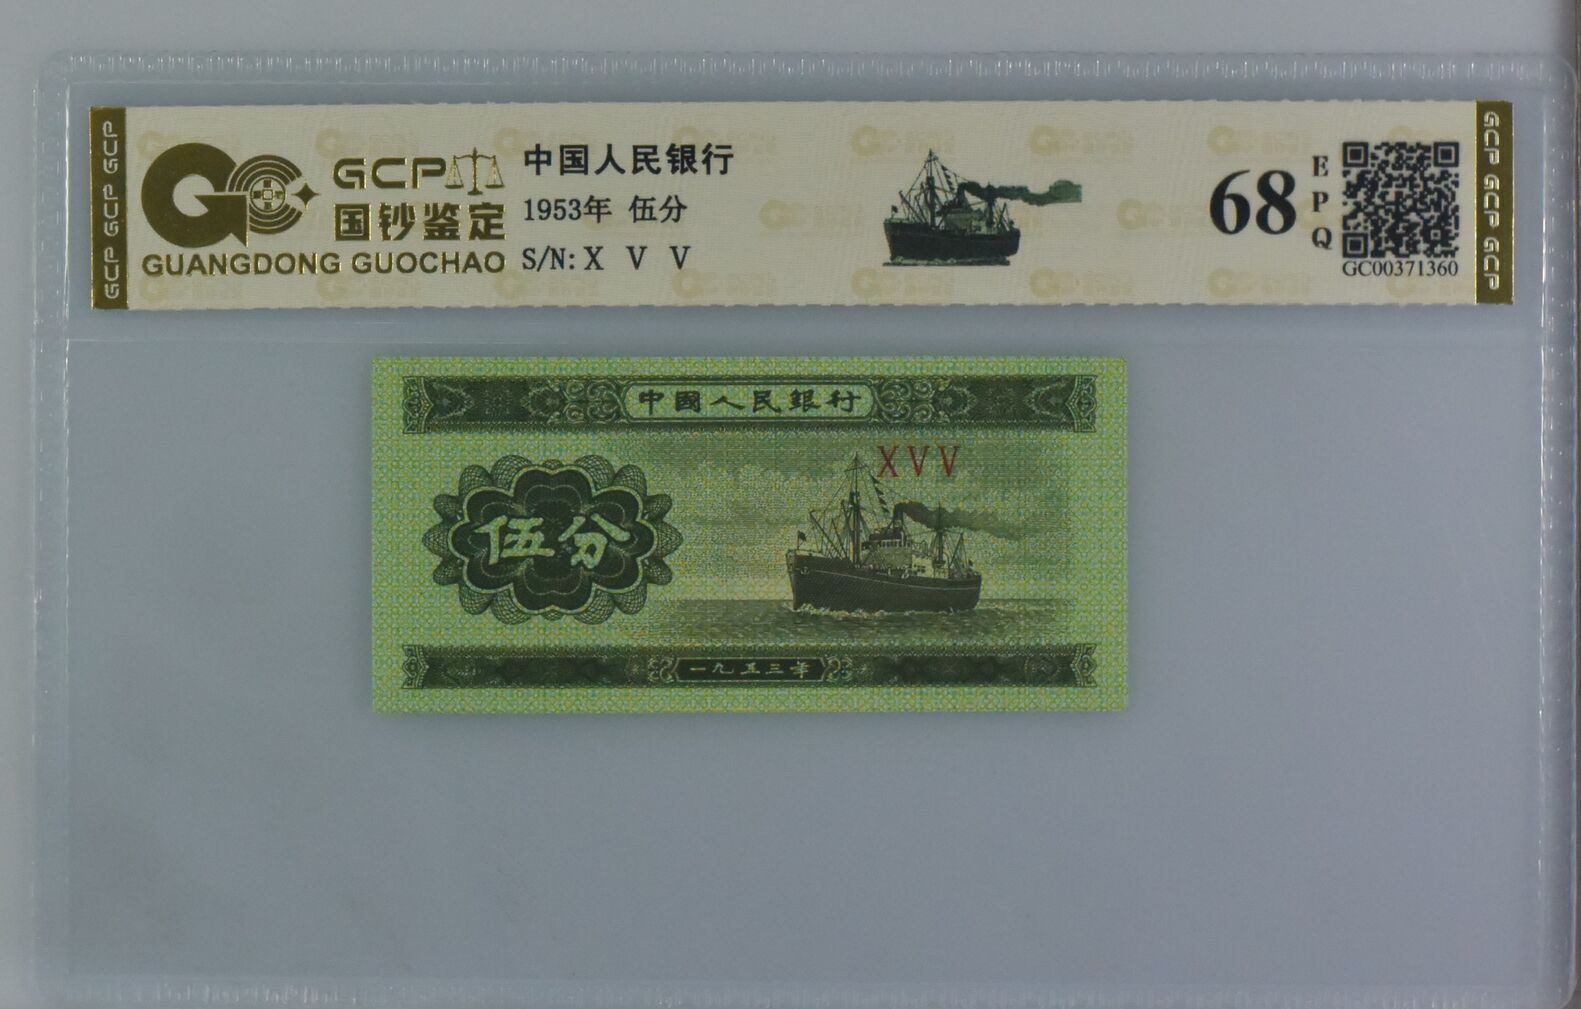 GCP GCP GCP
GCP
国钞鉴定
GUANGDONG GUOCHAO
中国人民银行
1953年 伍分
S/N: X V V
68
EPQ
GC00371360
GCP GCP GCP
中國人民銀行
XVV
伍分
一九五三年